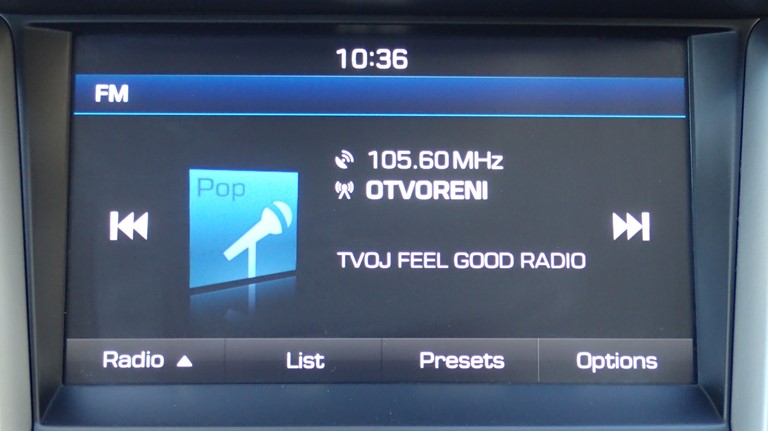 10:36
FM
Pop
105.60 MHz
OTVORENI
TVOJ FEEL GOOD RADIO
Radio List Presets Options